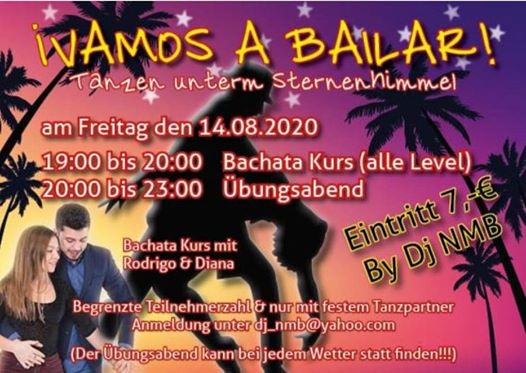 ¡VAMOS A BAILAR!
Tanzen unterm Sternenhimmel
am Freitag den 14.08.2020
19:00 bis 20:00 Bachata Kurs (alle Level)
20:00 bis 23:00 Übungsabend
Eintritt 7,-€
By Dj NMB
Bachata Kurs mit
Rodrigo & Diana
Begrenzte Teilnehmerzahl & nur mit festem Tanzpartner
Anmeldung unter dj_nmb@yahoo.com
(Der Übungsabend kann bei jedem Wetter statt finden!!!)